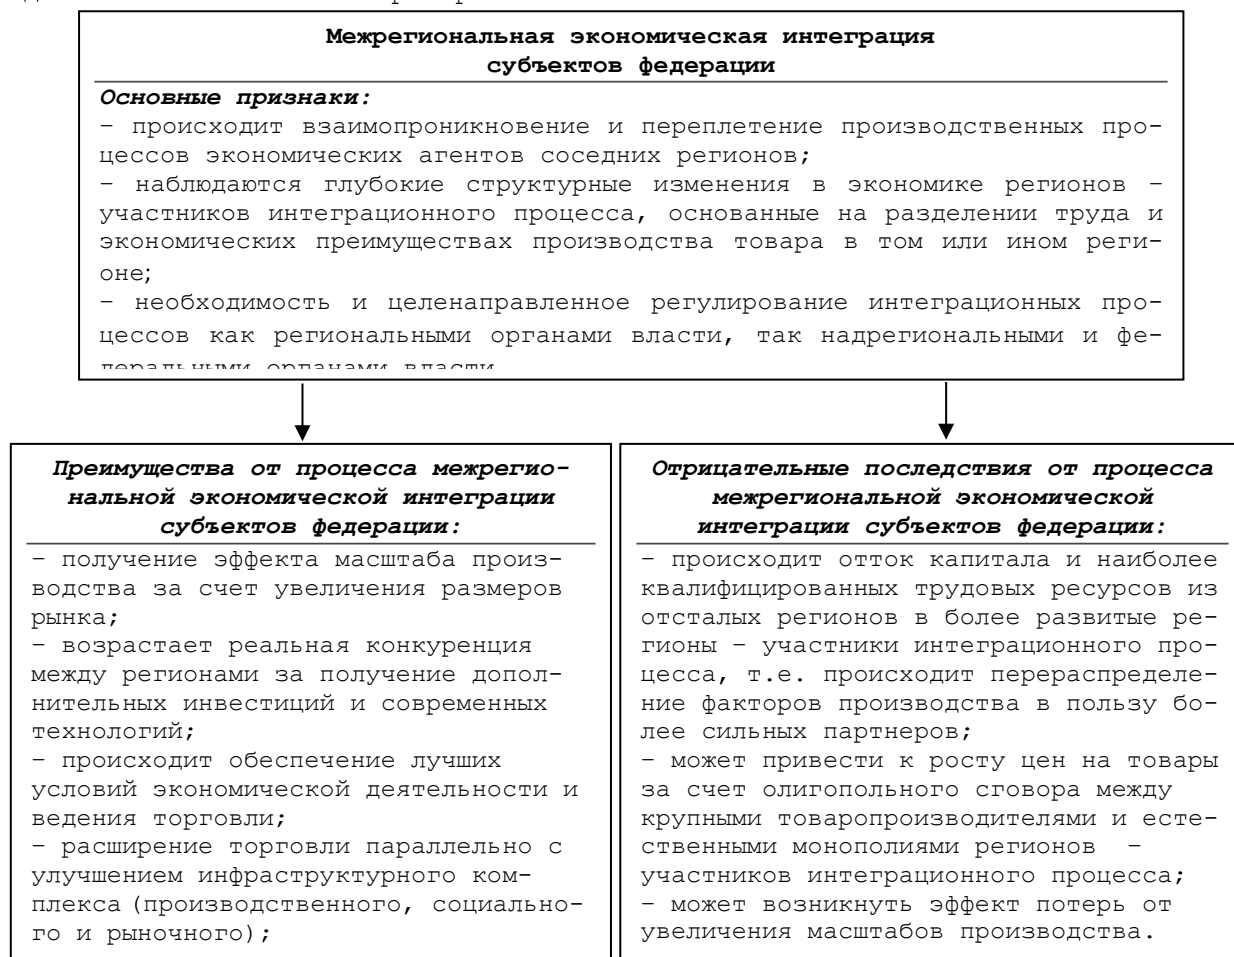 Межрегиональная экономическая интеграция
субъектов федерации
Основные признаки:
– происходит взаимопроникновение и переплетение производственных про-
цессов экономических агентов соседних регионов;
– наблюдаются глубокие структурные изменения в экономике регионов –
участников интеграционного процесса, основанные на разделении труда и
экономических преимуществах производства товара в том или ином реги-
оне;
– необходимость и целенаправленное регулирование интеграционных про-
цессов как региональными органами власти, так надрегиональными и фе-
деральными органами власти
Преимущества от процесса межрегио-
нальной экономической интеграции
субъектов федерации:
– получение эффекта масштаба произ-
водства за счет увеличения размеров
рынка;
– возрастает реальная конкуренция
между регионами за получение допол-
нительных инвестиций и современных
технологий;
– происходит обеспечение лучших
условий экономической деятельности и
ведения торговли;
– расширение торговли параллельно с
улучшением инфраструктурного ком-
плекса (производственного, социально-
го и рыночного);
Отрицательные последствия от процесса
межрегиональной экономической
интеграции субъектов федерации:
– происходит отток капитала и наиболее
квалифицированных трудовых ресурсов из
отсталых регионов в более развитые ре-
гионы – участники интеграционного про-
цесса, т.е. происходит перераспределе-
ние факторов производства в пользу бо-
лее сильных партнеров;
– может привести к росту цен на товары
за счет олигопольного сговора между
крупными товаропроизводителями и есте-
ственными монополиями регионов –
участников интеграционного процесса;
– может возникнуть эффект потерь от
увеличения масштабов производства.